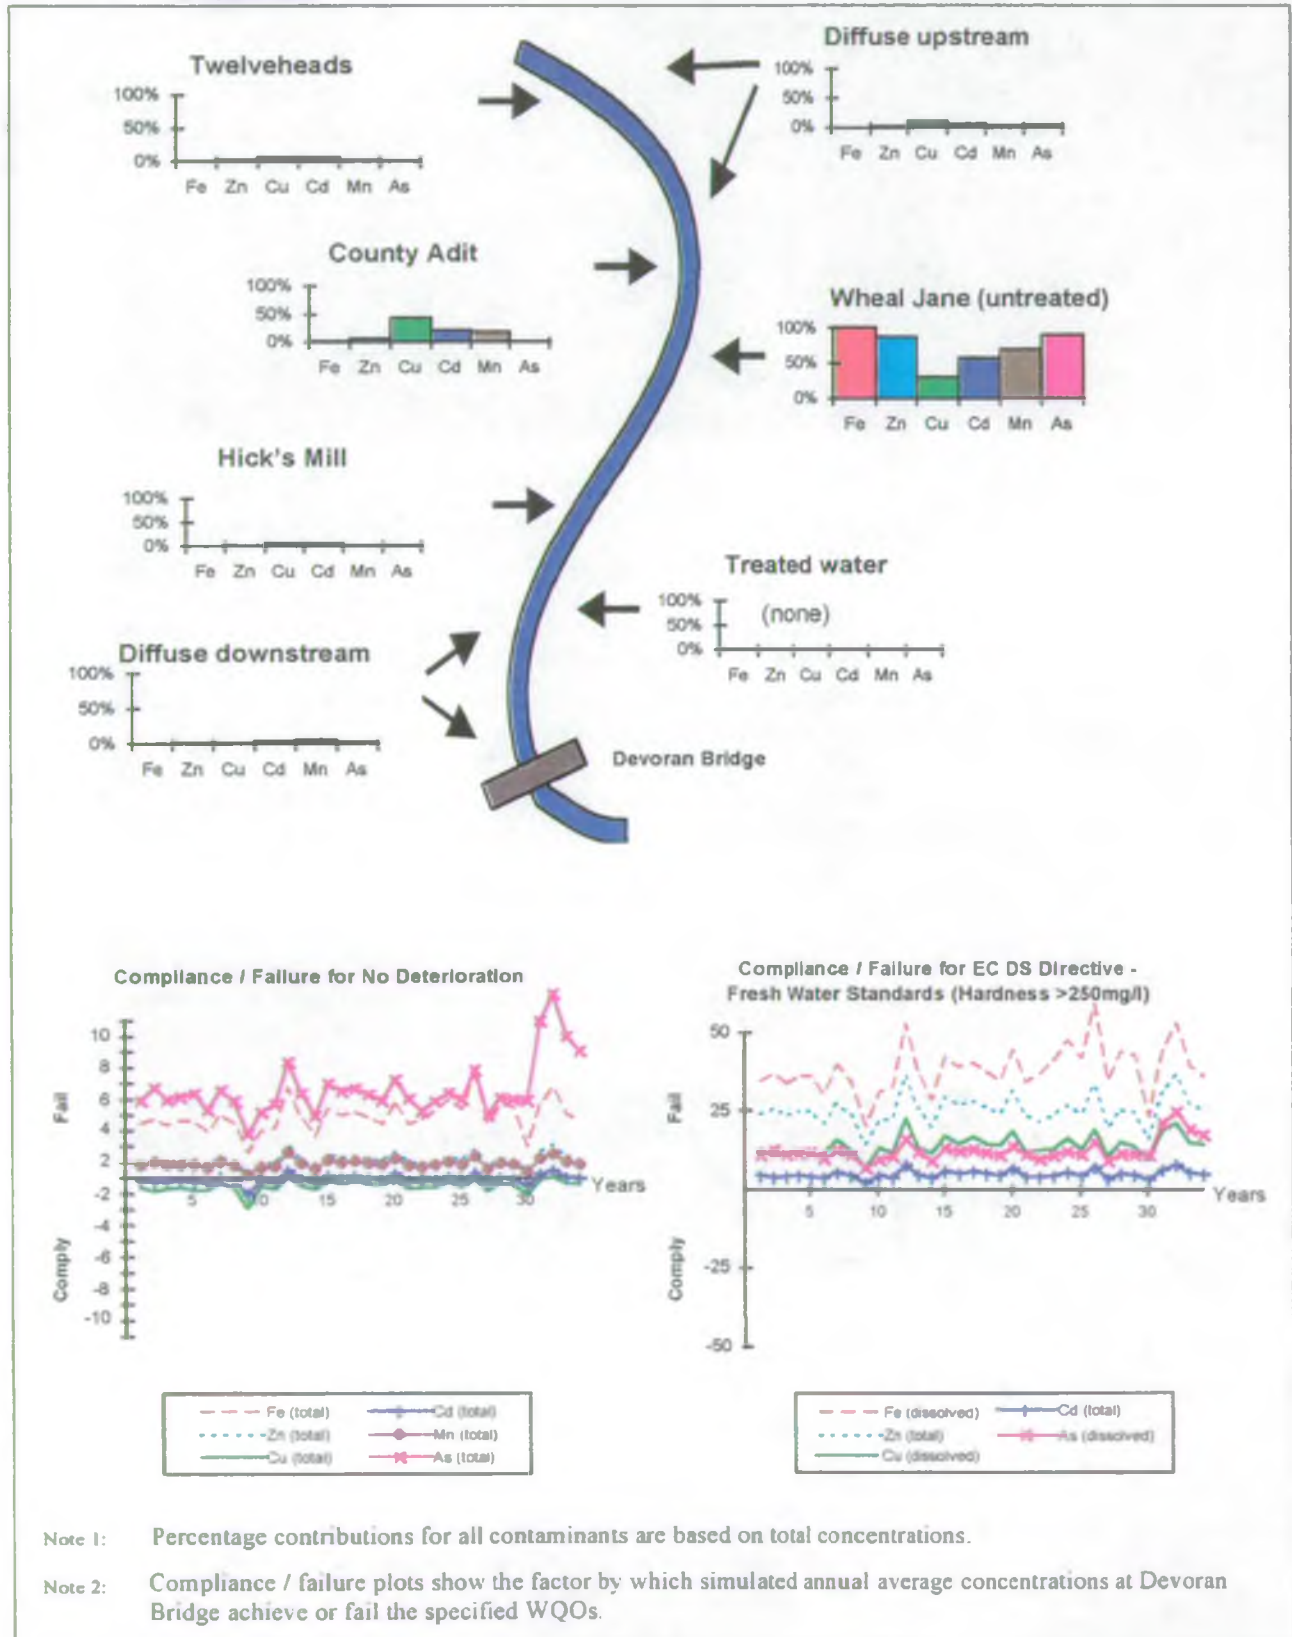 Twelveheads
100%
50%
0%
Fe Zn Cu Cd Mn As
Diffuse upstream
100%
50%
0%
Fe Zn Cu Cd Mn As
County Adit
100%
50%
0%
Fe Zn Cu Cd Mn As
Wheal Jane (untreated)
100%
50%
0%
Fe Zn Cu Cd Mn As
Hick's Mill
100%
50%
0%
Fe Zn Cu Cd Mn As
Treated water
100%
(none)
50%
0%
Fe Zn Cu Cd Mn As
Diffuse downstream
100%
50%
0%
Fe Zn Cu Cd Mn As
Devoran Bridge
Compliance / Failure for No Deterioration
10
8
6
4
2
-2
-4
-6
-8
-10
Fail
Comply
5 10 15 20 25 30
Years
Fe (total) Cd (total)
Zn (total) Mn (total)
Cu (total) As (total)
Compliance / Failure for EC DS Directive -
Fresh Water Standards (Hardness >250mg/l)
50
25
-25
-50
Fail
Comply
5 10 15 20 25 30
Years
Fe (dissolved) Cd (total)
Zn (total) As (dissolved)
Cu (dissolved)
Note 1: Percentage contributions for all contaminants are based on total concentrations.
Note 2: Compliance / failure plots show the factor by which simulated annual average concentrations at Devoran
Bridge achieve or fail the specified WQOs.